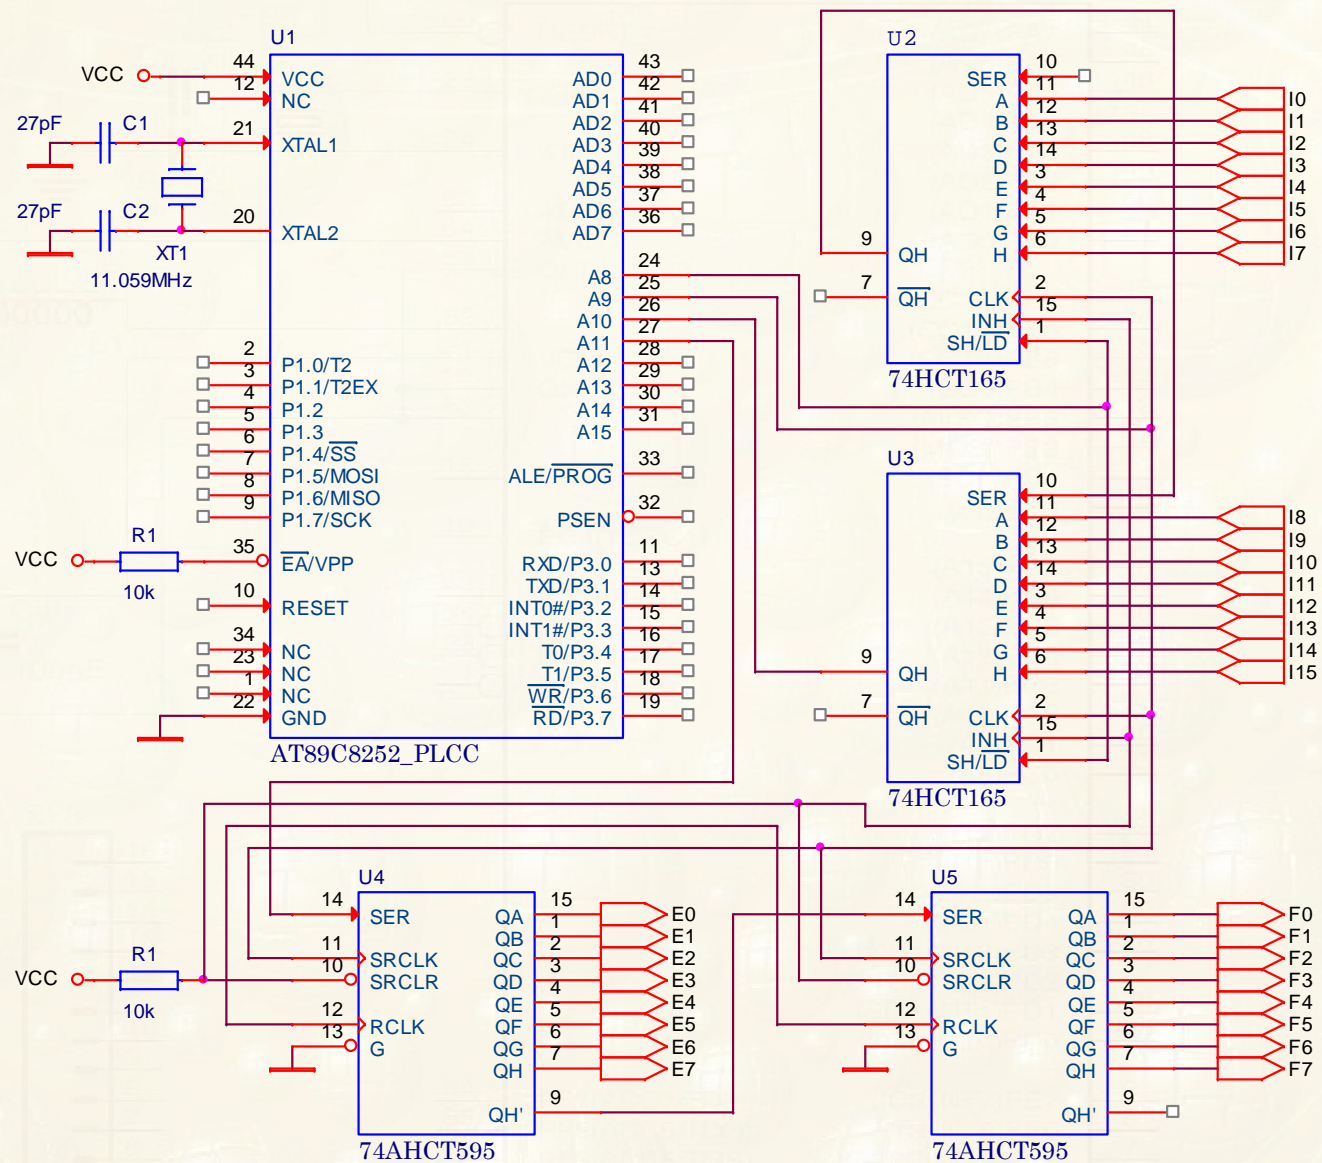 U1
VCC
44
VCC
12
NC
27pF
C1
21
XTAL1
27pF
C2
20
XTAL2
XT1
11.059MHz
2
P1.0/T2
3
P1.1/T2EX
4
P1.2
5
P1.3
6
P1.4/SS
7
P1.5/MOSI
8
P1.6/MISO
9
P1.7/SCK
VCC
R1
10k
35
EA/VPP
10
RESET
34
NC
23
NC
1
NC
22
GND
AD0
43
AD1
42
AD2
41
AD3
40
AD4
39
AD5
38
AD6
37
AD7
36
A8
24
A9
25
A10
26
A11
27
A12
28
A13
29
A14
30
A15
31
ALE/PROG
33
PSEN
32
RXD/P3.0
11
TXD/P3.1
13
INT0#/P3.2
14
INT1#/P3.3
15
T0/P3.4
16
T1/P3.5
17
WR/P3.6
18
RD/P3.7
19
AT89C8252_PLCC
U2
SER
10
A
11
I0
B
12
I1
C
13
I2
D
14
I3
E
3
I4
F
4
I5
G
5
I6
H
6
I7
9
QH
7
QH
CLK
2
INH
15
SH/LD
1
74HCT165
U3
SER
10
A
11
I8
B
12
I9
C
13
I10
D
14
I11
E
3
I12
F
4
I13
G
5
I14
H
6
I15
9
QH
7
QH
CLK
2
INH
15
SH/LD
1
74HCT165
VCC
R1
10k
U4
14
SER
11
SRCLK
10
SRCLR
12
RCLK
13
G
QA
15
E0
QB
1
E1
QC
2
E2
QD
3
E3
QE
4
E4
QF
5
E5
QG
6
E6
QH
7
E7
QH'
9
74AHCT595
U5
14
SER
11
SRCLK
10
SRCLR
12
RCLK
13
G
QA
15
F0
QB
1
F1
QC
2
F2
QD
3
F3
QE
4
F4
QF
5
F5
QG
6
F6
QH
7
F7
QH'
9
74AHCT595